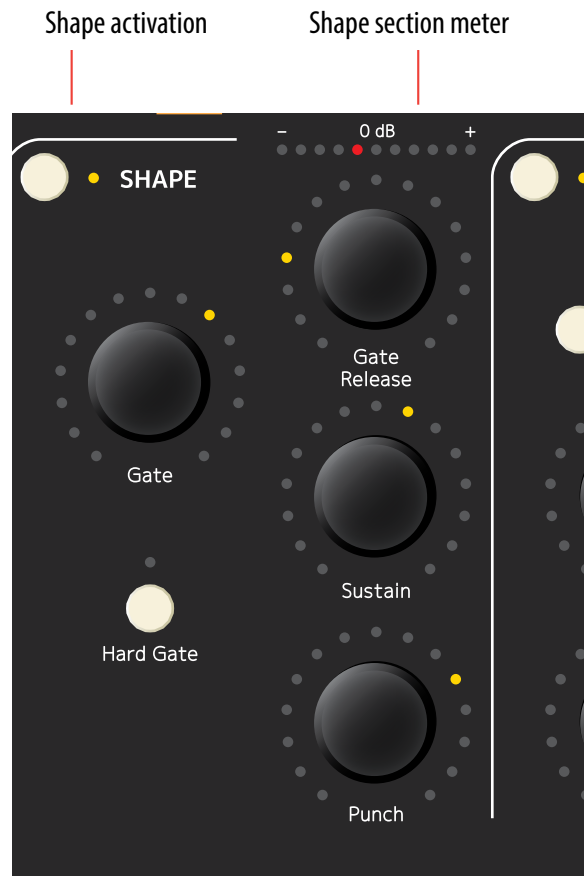 Shape activation
Shape section meter
- 0 dB +
SHAPE
Gate
Release
Gate
Sustain
Hard Gate
Punch